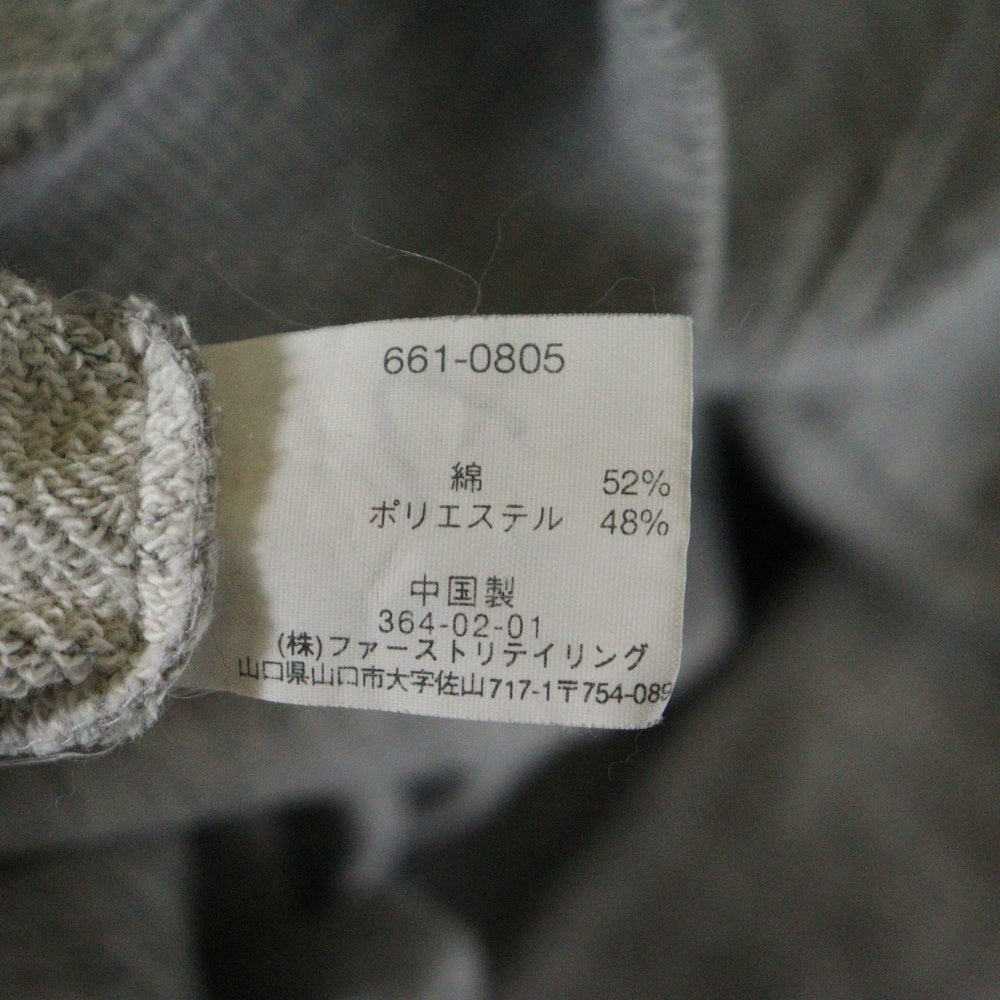 661-0805
綿 52%
ポリエステル 48%
中国製
364-02-01
(株)ファーストリテイリング
山口県山口市大字佐山717-1〒754-089